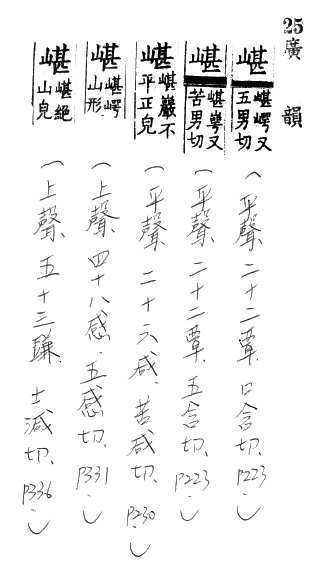 25 廣韻
嵁 嵁崿又五男切 (平聲、二十二覃、口含切、P223。)
嵁 嵁崿又苦男切 (平聲、二十二覃、五含切、P223。)
嵁 嵁巖不平正皃 (平聲、二十六咸、苦咸切、P230。)
嵁 嵁崿山形 (上聲、四十八感、五感切、P331。)
嵁 嵁絕山皃 (上聲、五十三豏、士減切、P336。)